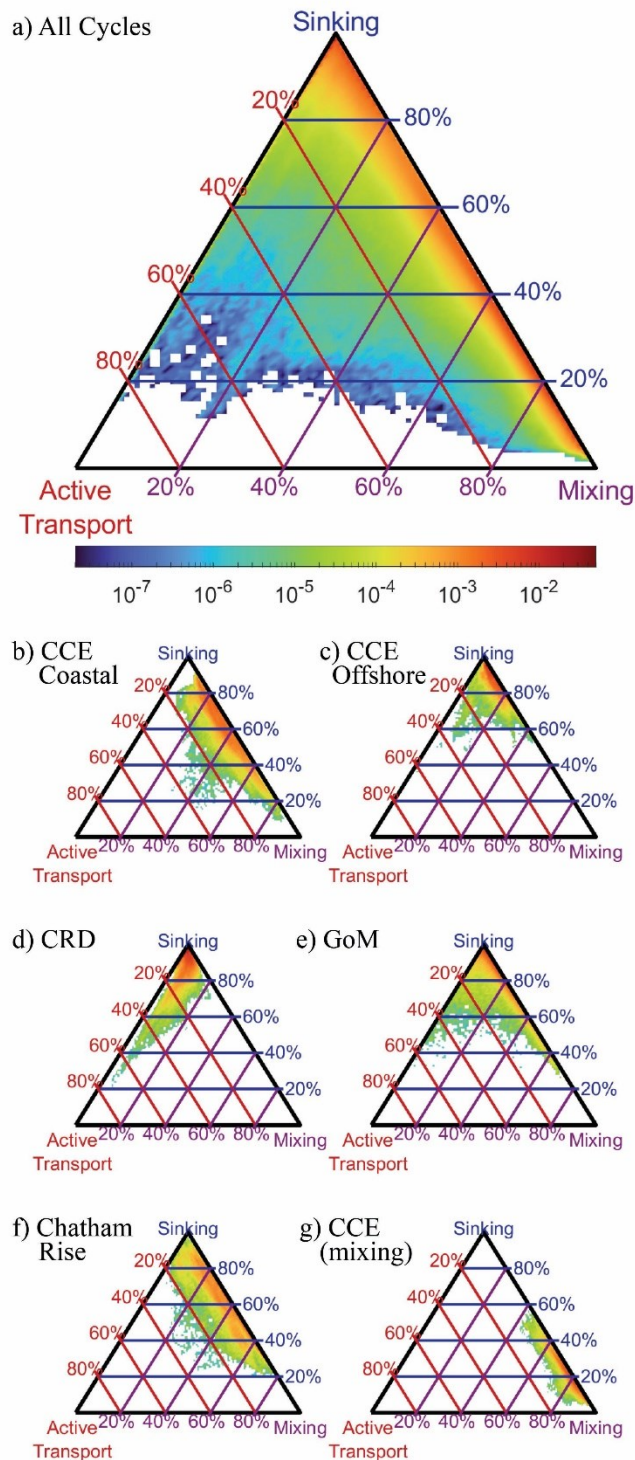 a) All Cycles
Sinking
20%
80%
40%
60%
60%
40%
80%
20%
Active
Transport
20%
40%
60%
80%
Mixing
10⁻⁷
10⁻⁶
10⁻⁵
10⁻⁴
10⁻³
10⁻²
b) CCE
Coastal
Sinking
20%
80%
40%
60%
60%
40%
80%
20%
Active
Transport
20%
40%
60%
80%
Mixing
c) CCE
Offshore
Sinking
20%
80%
40%
60%
60%
40%
80%
20%
Active
Transport
20%
40%
60%
80%
Mixing
d) CRD
Sinking
20%
80%
40%
60%
60%
40%
80%
20%
Active
Transport
20%
40%
60%
80%
Mixing
e) GoM
Sinking
20%
80%
40%
60%
60%
40%
80%
20%
Active
Transport
20%
40%
60%
80%
Mixing
f) Chatham
Rise
Sinking
20%
80%
40%
60%
60%
40%
80%
20%
Active
Transport
20%
40%
60%
80%
Mixing
g) CCE
(mixing)
Sinking
20%
80%
40%
60%
60%
40%
80%
20%
Active
Transport
20%
40%
60%
80%
Mixing